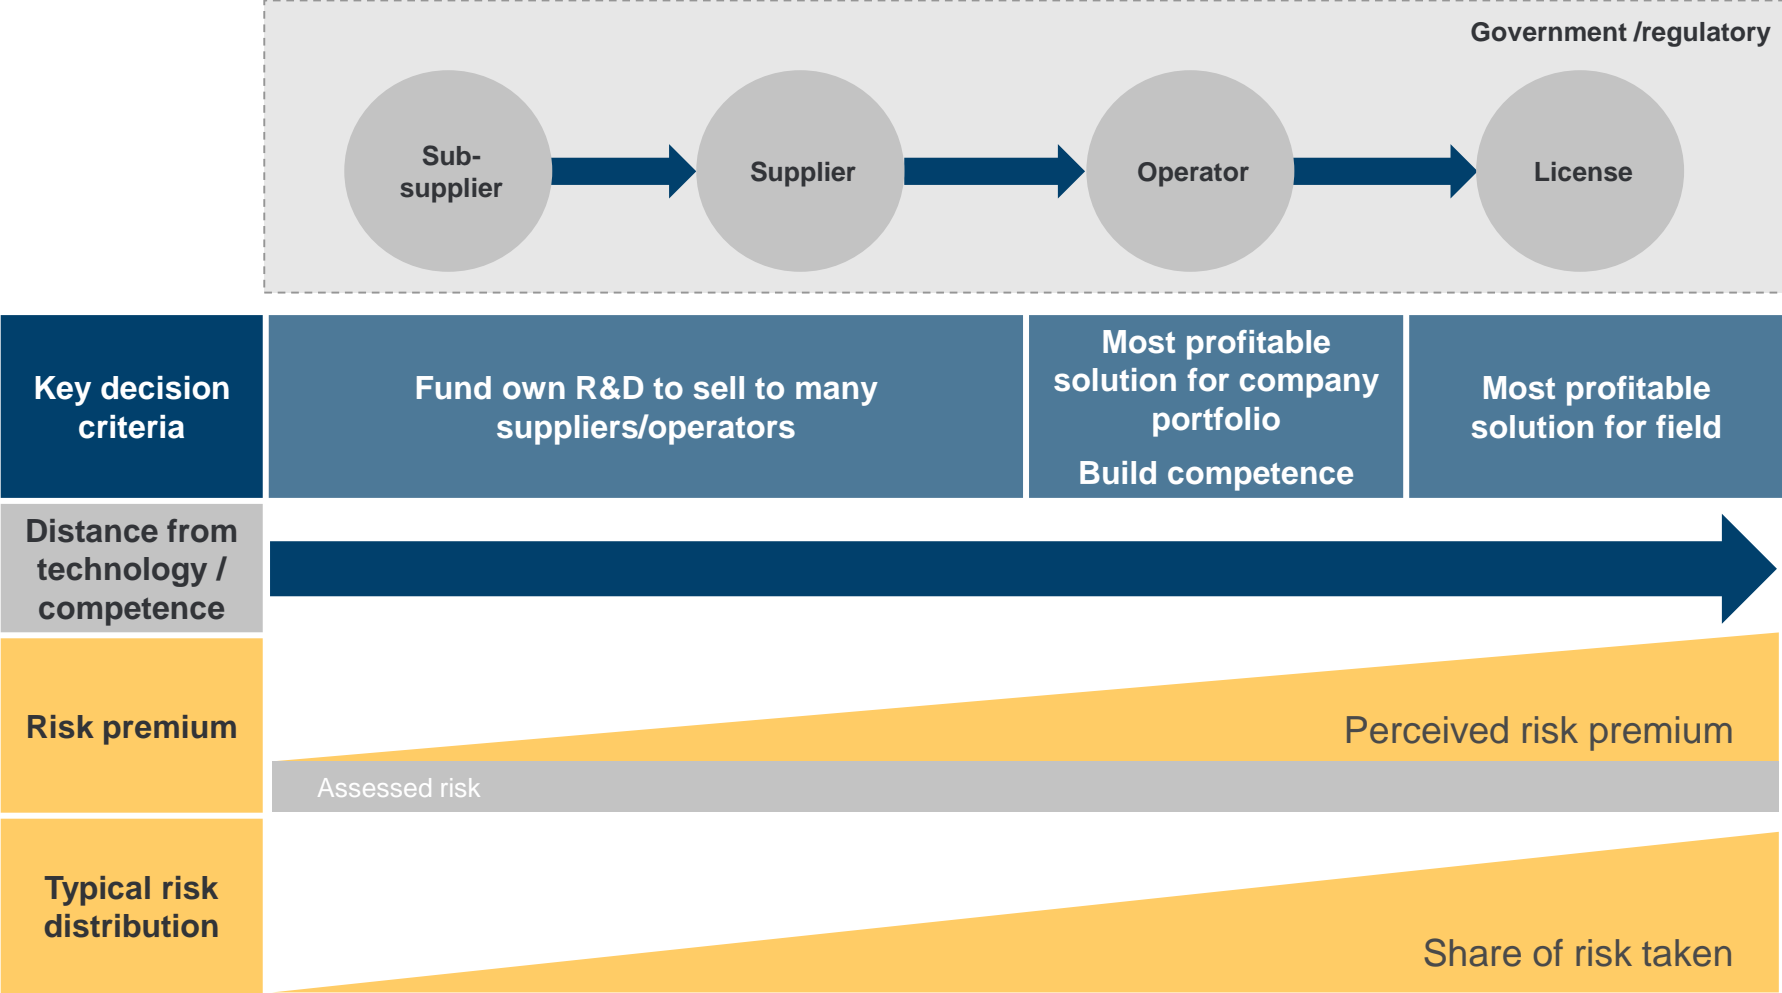 Government /regulatory
Sub-
supplier
Supplier
Operator
License
Key decision
criteria
Fund own R&D to sell to many
suppliers/operators
Most profitable
solution for company
portfolio
Build competence
Most profitable
solution for field
Distance from
technology /
competence
Risk premium
Perceived risk premium
Assessed risk
Typical risk
distribution
Share of risk taken